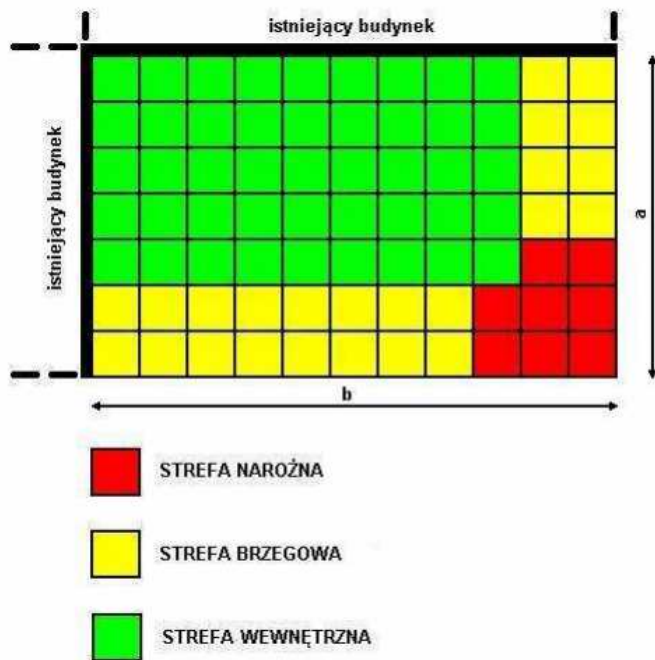 istniejący budynek
istniejący budynek
a
b
STREFA NAROŻNA
STREFA BRZEGOWA
STREFA WEWNĘTRZNA